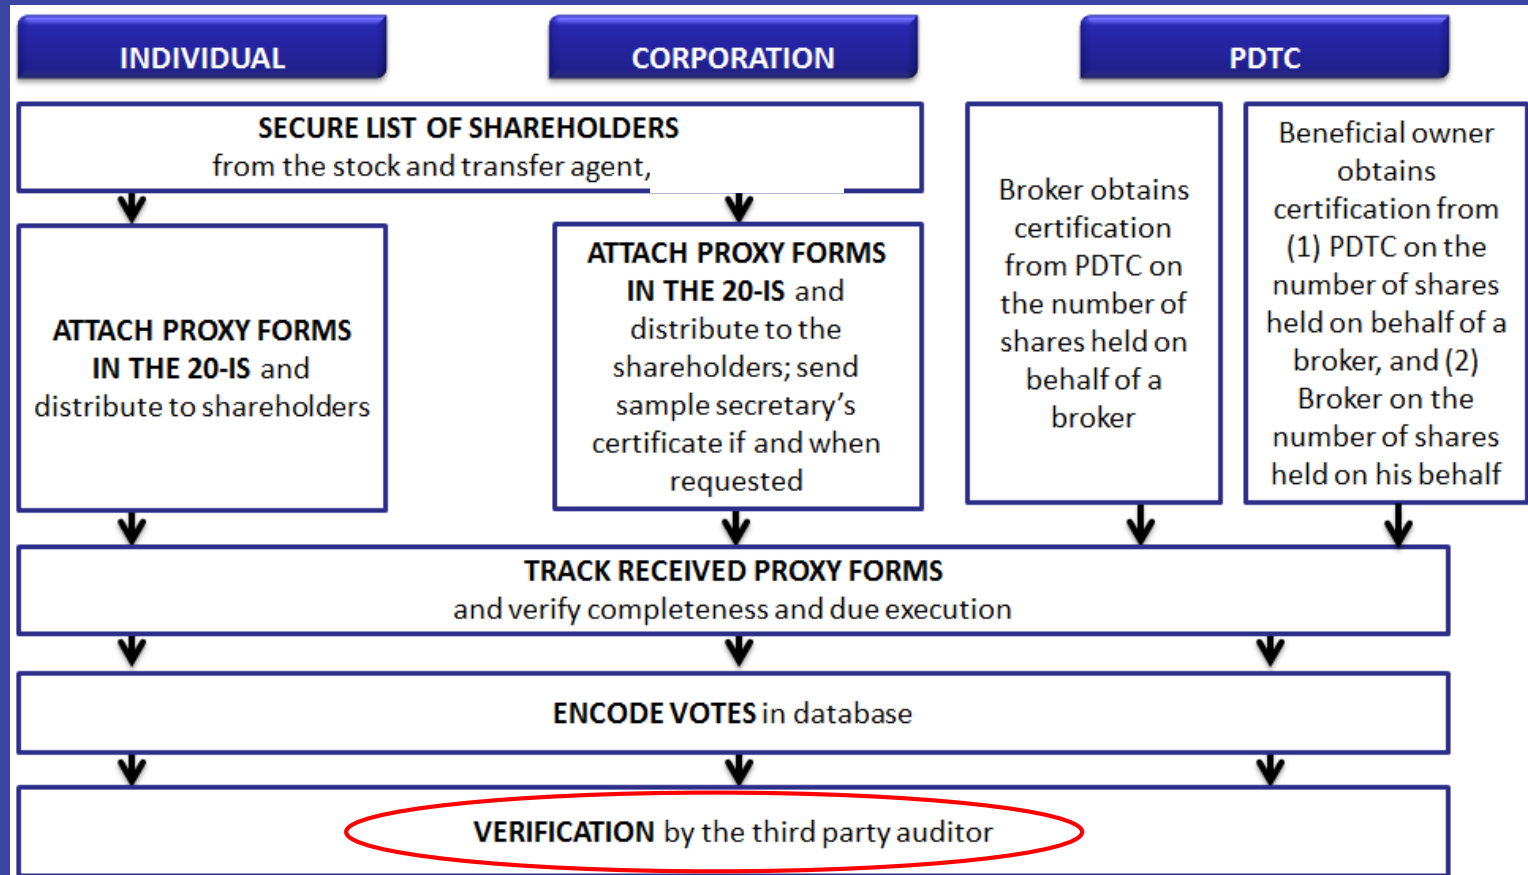 INDIVIDUAL
CORPORATION
PDTC
SECURE LIST OF SHAREHOLDERS
from the stock and transfer agent,
ATTACH PROXY FORMS
IN THE 20-IS and
distribute to shareholders
ATTACH PROXY FORMS
IN THE 20-IS and
distribute to the
shareholders; send
sample secretary’s
certificate if and when
requested
Broker obtains
certification
from PDTC on
the number of
shares held on
behalf of a
broker
Beneficial owner
obtains
certification from
(1) PDTC on the
number of shares
held on behalf of a
broker, and (2)
Broker on the
number of shares
held on his behalf
TRACK RECEIVED PROXY FORMS
and verify completeness and due execution
ENCODE VOTES in database
VERIFICATION by the third party auditor